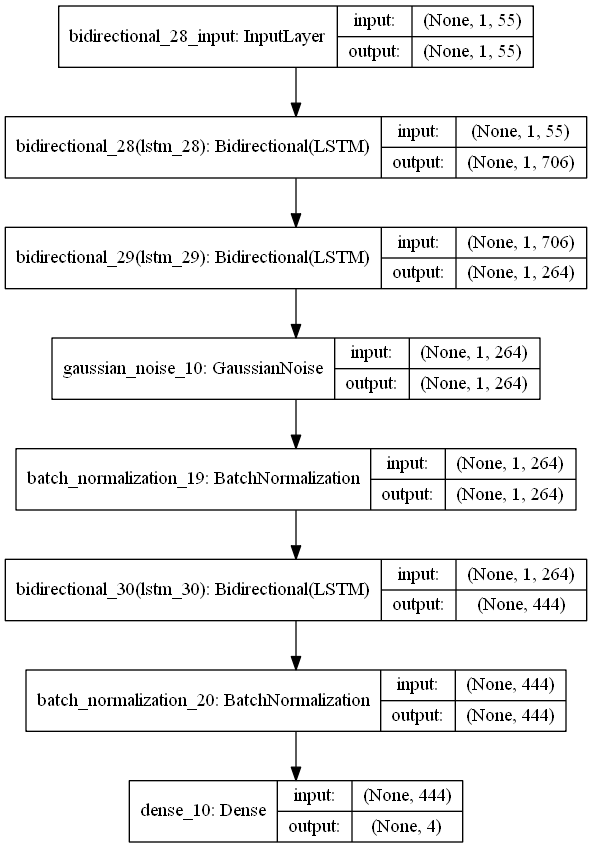 bidirectional_28_input: InputLayer
input: (None, 1, 55)
output: (None, 1, 55)
bidirectional_28(lstm_28): Bidirectional(LSTM)
input: (None, 1, 55)
output: (None, 1, 706)
bidirectional_29(lstm_29): Bidirectional(LSTM)
input: (None, 1, 706)
output: (None, 1, 264)
gaussian_noise_10: GaussianNoise
input: (None, 1, 264)
output: (None, 1, 264)
batch_normalization_19: BatchNormalization
input: (None, 1, 264)
output: (None, 1, 264)
bidirectional_30(lstm_30): Bidirectional(LSTM)
input: (None, 1, 264)
output: (None, 444)
batch_normalization_20: BatchNormalization
input: (None, 444)
output: (None, 444)
dense_10: Dense
input: (None, 444)
output: (None, 4)